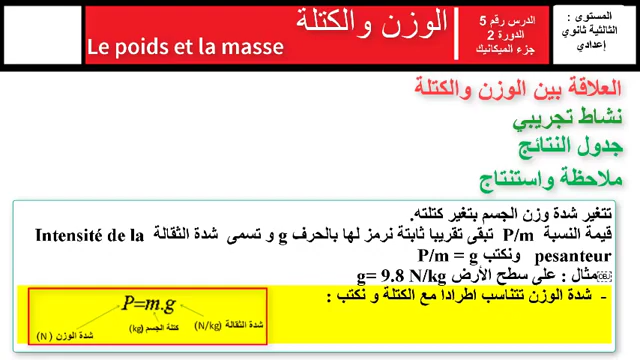 المستوى :
الثالثية ثانوي
إعدادي
الدرس رقم 5
الدورة 2
جزء الميكانيك
الوزن والكتلة
Le poids et la masse
العلاقة بين الوزن والكتلة
نشاط تجريبي
جدول النتائج
ملاحظة واستنتاج
تتغير شدة وزن الجسم بتغير كتلته.
قيمة النسبة P/m تبقى تقريبا ثابتة نرمز لها بالحرف g و تسمى شدة الثقالة Intensité de la
pesanteur ونكتب P/m = g
مثال : على سطح الأرض g= 9.8 N/kg
- شدة الوزن تتناسب اطرادا مع الكتلة و نكتب :
P=m.g
شدة الثقالة (N/kg)
كتلة الجسم (kg)
شدة الوزن (N)